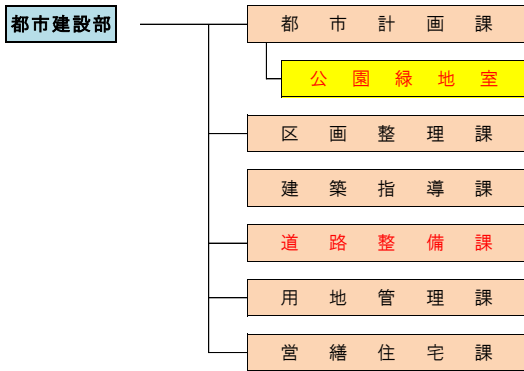 都市建設部
都市計画課
公園緑地室
区画整理課
建築指導課
道路整備課
用地管理課
営繕住宅課